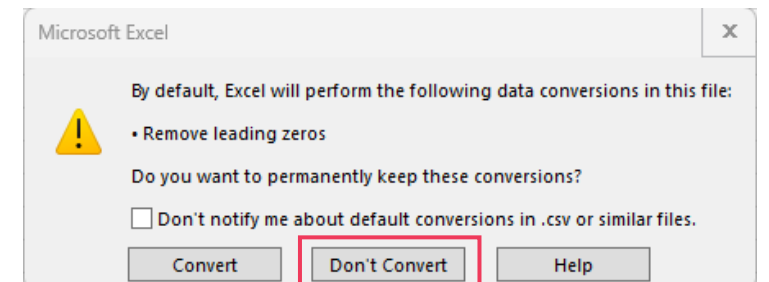 Microsoft Excel
x
By default, Excel will perform the following data conversions in this file:
• Remove leading zeros
Do you want to permanently keep these conversions?
Don't notify me about default conversions in .csv or similar files.
Convert Don't Convert Help